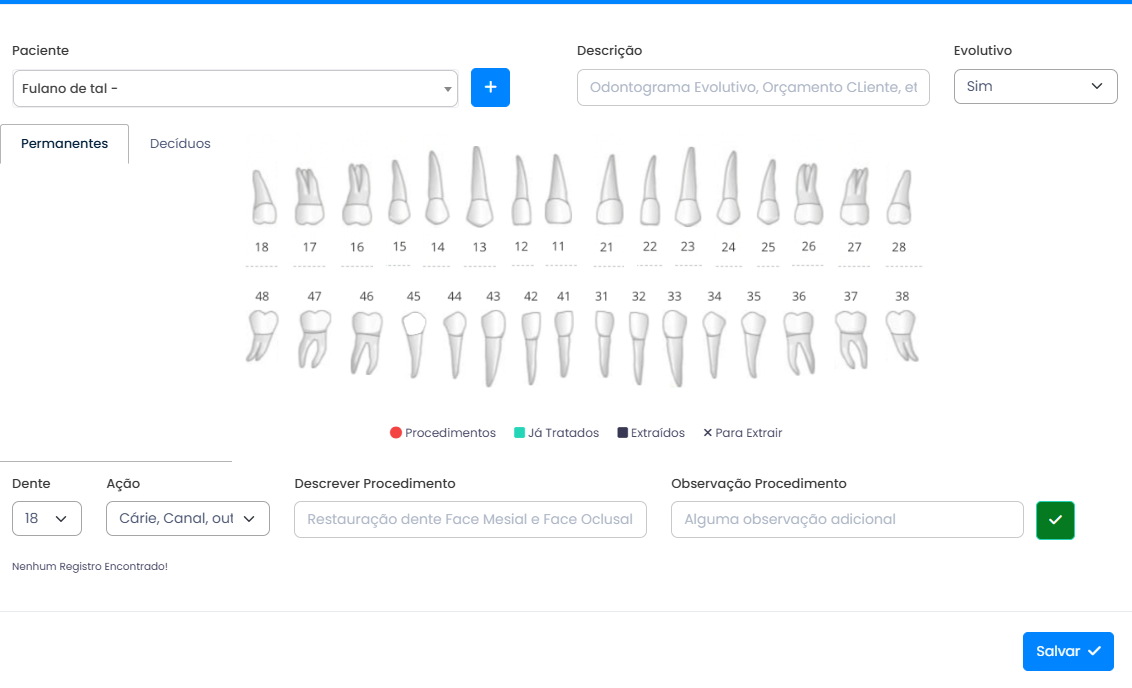 Paciente Descrição Evolutivo
Fulano de tal - + Odontograma Evolutivo, Orçamento CLiente, et Sim
Permanentes Decíduos
18 17 16 15 14 13 12 11 21 22 23 24 25 26 27 28
48 47 46 45 44 43 42 41 31 32 33 34 35 36 37 38
Procedimentos Já Tratados Extraídos Para Extrair
Dente Ação Descrever Procedimento Observação Procedimento
18 Cárie, Canal, out Restauração dente Face Mesial e Face Oclusal Alguma observação adicional
Nenhum Registro Encontrado!
Salvar